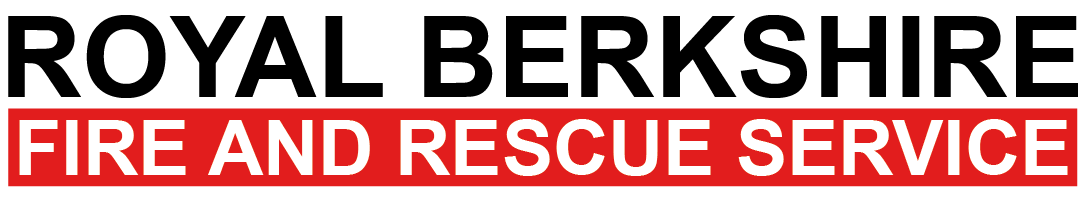 ROYAL BERKSHIRE
FIRE AND RESCUE SERVICE